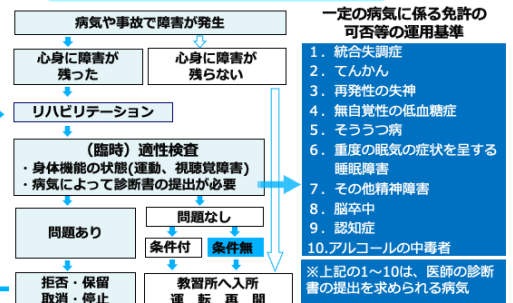 病気や事故で障害が発生
心身に障害が
残った
心身に障害が
残らない
リハビリテーション
（臨時）適性検査
・身体機能の状態(運動、視聴覚障害)
・病気によって診断書の提出が必要
問題あり
問題なし
条件付
条件無
拒否・保留
取消・停止
教習所へ入所
運 転 再 開
一定の病気に係る免許の
可否等の運用基準
1．統合失調症
2．てんかん
3．再発性の失神
4．無自覚性の低血糖症
5．そううつ病
6．重度の眠気の症状を呈する
睡眠障害
7．その他精神障害
8．脳卒中
9．認知症
10.アルコールの中毒者
※上記の1～10は、医師の診断
書の提出を求められる病気